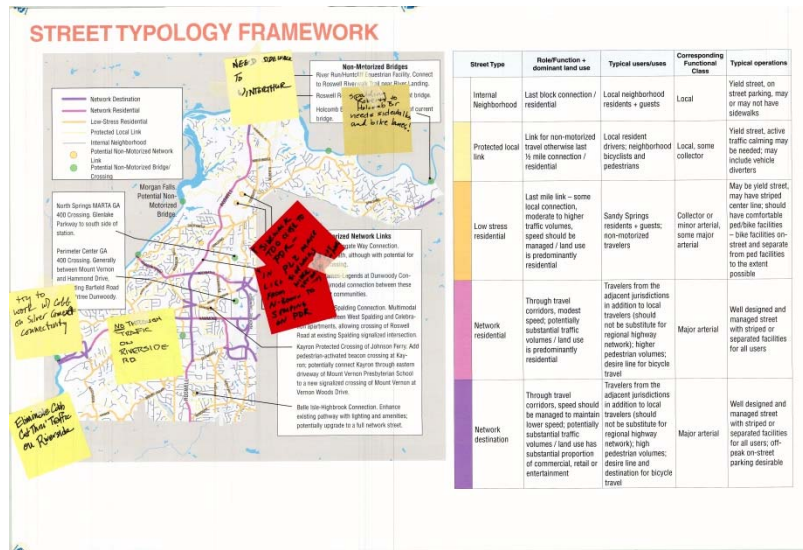 STREET TYPOLOGY FRAMEWORK
NEED
TO
WINTERTHUR
Non-Motorized Bridges
River Run/Huntcliff Equestrian Facility. Connect
to Roswell Riverwalk Trail near River Landing.
Roswell
bridge.
Holcomb
of current
bridge.
Holcomb Br
need sidewalks
and bike lanes!
Network Destination
Network Residential
Low-Stress Residential
Protected Local Link
Internal Neighborhood
Potential Non-Motorized Network
Link
Potential Non-Motorized Bridge/
Crossing
Morgan Falls
Potential Non-
Motorized
Bridge
North Springs MARTA GA
400 Crossing. Glenlake
Parkway to south side of
station.
Perimeter Center GA
400 Crossing. Generally
between Mount Vernon
and Hammond Drive,
Barfield Road
Dunwoody.
try to
work w/ Cobb
on Silver Comet
Connectivity
NO THROUGH
TRAFFIC
ON
RIVERSIDE
RD.
Eliminate Cobb
Cut Thru Traffic
on Riverside
TOO CLOSE TO
PDR.
ON PDR
Network Links
Way Connection.
although with potential for
Legends at Dunwoody Con-
modal connection between these
communities.
Spalding Connection. Multimodal
between West Spalding and Celebra-
apartments, allowing crossing of Roswell
Road at existing Spalding signalized intersection.
Kayron Protected Crossing of Johnson Ferry. Add
pedestrian-activated beacon crossing at Kay-
ron; potentially connect Kayron through eastern
driveway of Mount Vernon Presbyterian School
to a new signalized crossing of Mount Vernon at
Vernon Woods Drive.
Belle Isle-Highbrook Connection. Enhance
existing pathway with lighting and amenities;
potentially upgrade to a full network street.
Street Type
Role/Function +
dominant land use
Typical users/uses
Corresponding
Functional
Class
Typical operations
Internal
Neighborhood
Last block connection /
residential
Local neighborhood
residents + guests
Local
Yield street, on
street parking, may
or may not have
sidewalks
Protected local
link
Link for non-motorized
travel otherwise last
½ mile connection /
residential
Local resident
drivers; neighborhood
bicyclists and
pedestrians
Local, some
collector
Yield street, active
traffic calming may
be needed; may
include vehicle
diverters
Low stress
residential
Last mile link – some
local connection,
moderate to higher
traffic volumes,
speed should be
managed / land use
is predominantly
residential
Sandy Springs
residents + guests;
non-motorized
travelers
Collector or
minor arterial,
some major
arterial
May be yield street,
may have striped
center line; should
have comfortable
ped/bike facilities
– bike facilities on-
street and separate
from ped facilities
to the extent
possible
Network
residential
Through travel
corridors, modest
speed; potentially
substantial traffic
volumes / land use
is predominantly
residential
Travelers from the
adjacent jurisdictions
in addition to local
travelers (should
not be substitute for
regional highway
network); higher
pedestrian volumes;
desire line for bicycle
travel
Major arterial
Well designed and
managed street
with striped or
separated facilities
for all users
Network
destination
Through travel
corridors, speed should
be managed to maintain
lower speed; potentially
substantial traffic
volumes / land use has
substantial proportion
of commercial, retail or
entertainment
Travelers from the
adjacent jurisdictions
in addition to local
travelers (should
not be substitute for
regional highway
network); high
pedestrian volumes;
desire line and
destination for bicycle
travel
Major arterial
Well designed and
managed street
with striped or
separated facilities
for all users; off-
peak on-street
parking desirable